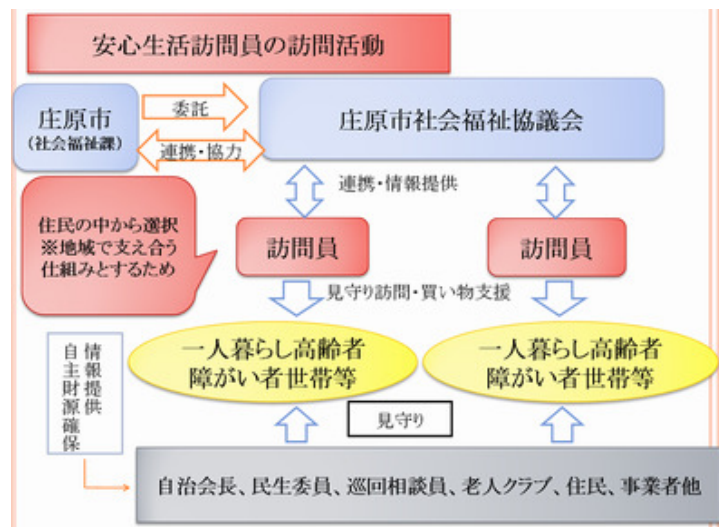 安心生活訪問員の訪問活動
庄原市
(社会福祉課)
委託
連携・協力
庄原市社会福祉協議会
連携・情報提供
住民の中から選択
※地域で支え合う
仕組みとするため
訪問員
訪問員
見守り訪問・買い物支援
一人暮らし高齢者
障がい者世帯等
一人暮らし高齢者
障がい者世帯等
情報提供
自主財源確保
見守り
自治会長、民生委員、巡回相談員、老人クラブ、住民、事業者他